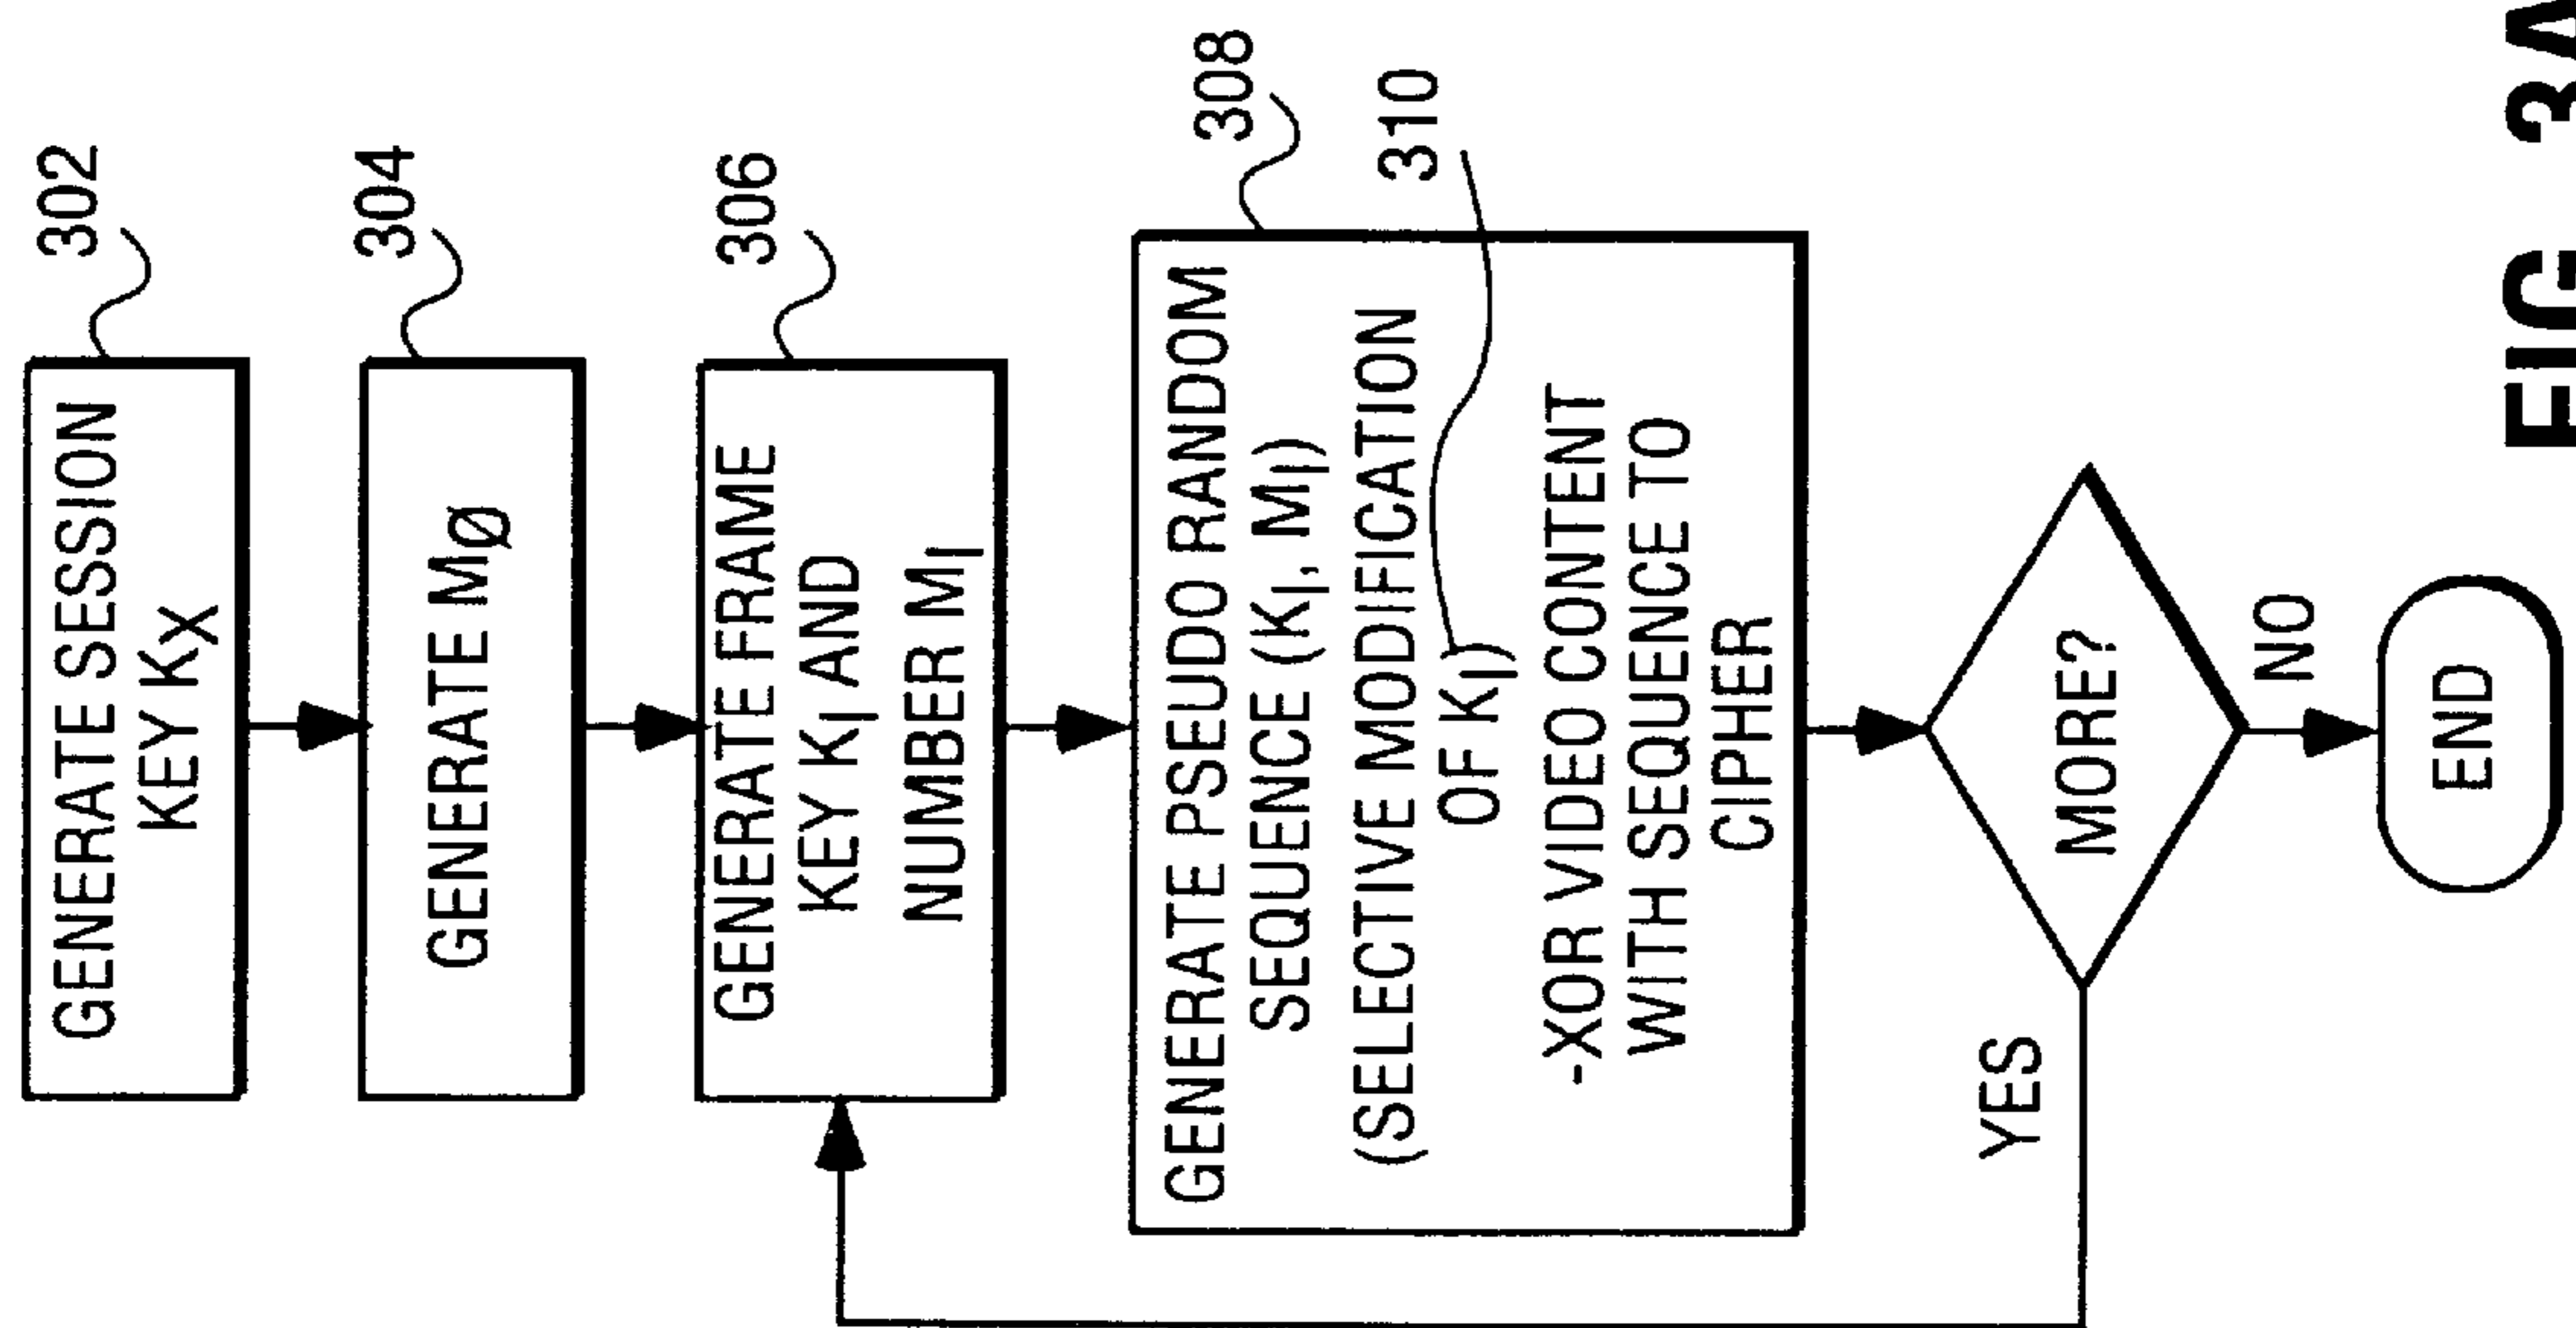 GENERATE SESSION
KEY KX
302
GENERATE MØ
304
GENERATE FRAME
KEY KI AND
NUMBER MI
306
GENERATE PSEUDO RANDOM
SEQUENCE (KI, MI)
(SELECTIVE MODIFICATION
OF KI)
-XOR VIDEO CONTENT
WITH SEQUENCE TO
CIPHER
308
310
MORE?
YES
NO
END
FIG 3A